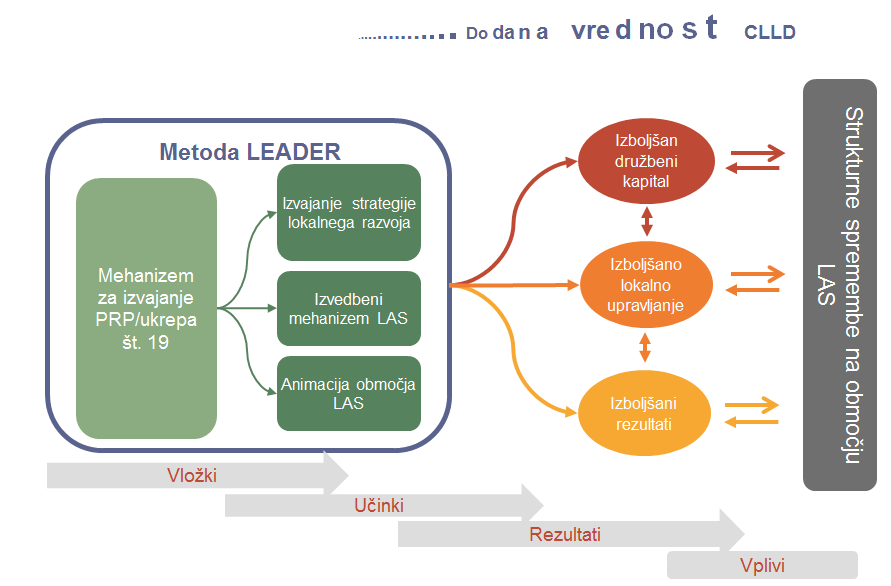 Dodana vrednost CLLD
Metoda LEADER
Mehanizem
za izvajanje
PRP/ukrepa
št. 19
Izvajanje strategije
lokalnega razvoja
Izvedbeni
mehanizem LAS
Animacija območja
LAS
Izboljšan
družbeni
kapital
Izboljšano
lokalno
upravljanje
Izboljšani
rezultati
Strukturne spremembe na območju
LAS
Vložki
Učinki
Rezultati
Vplivi